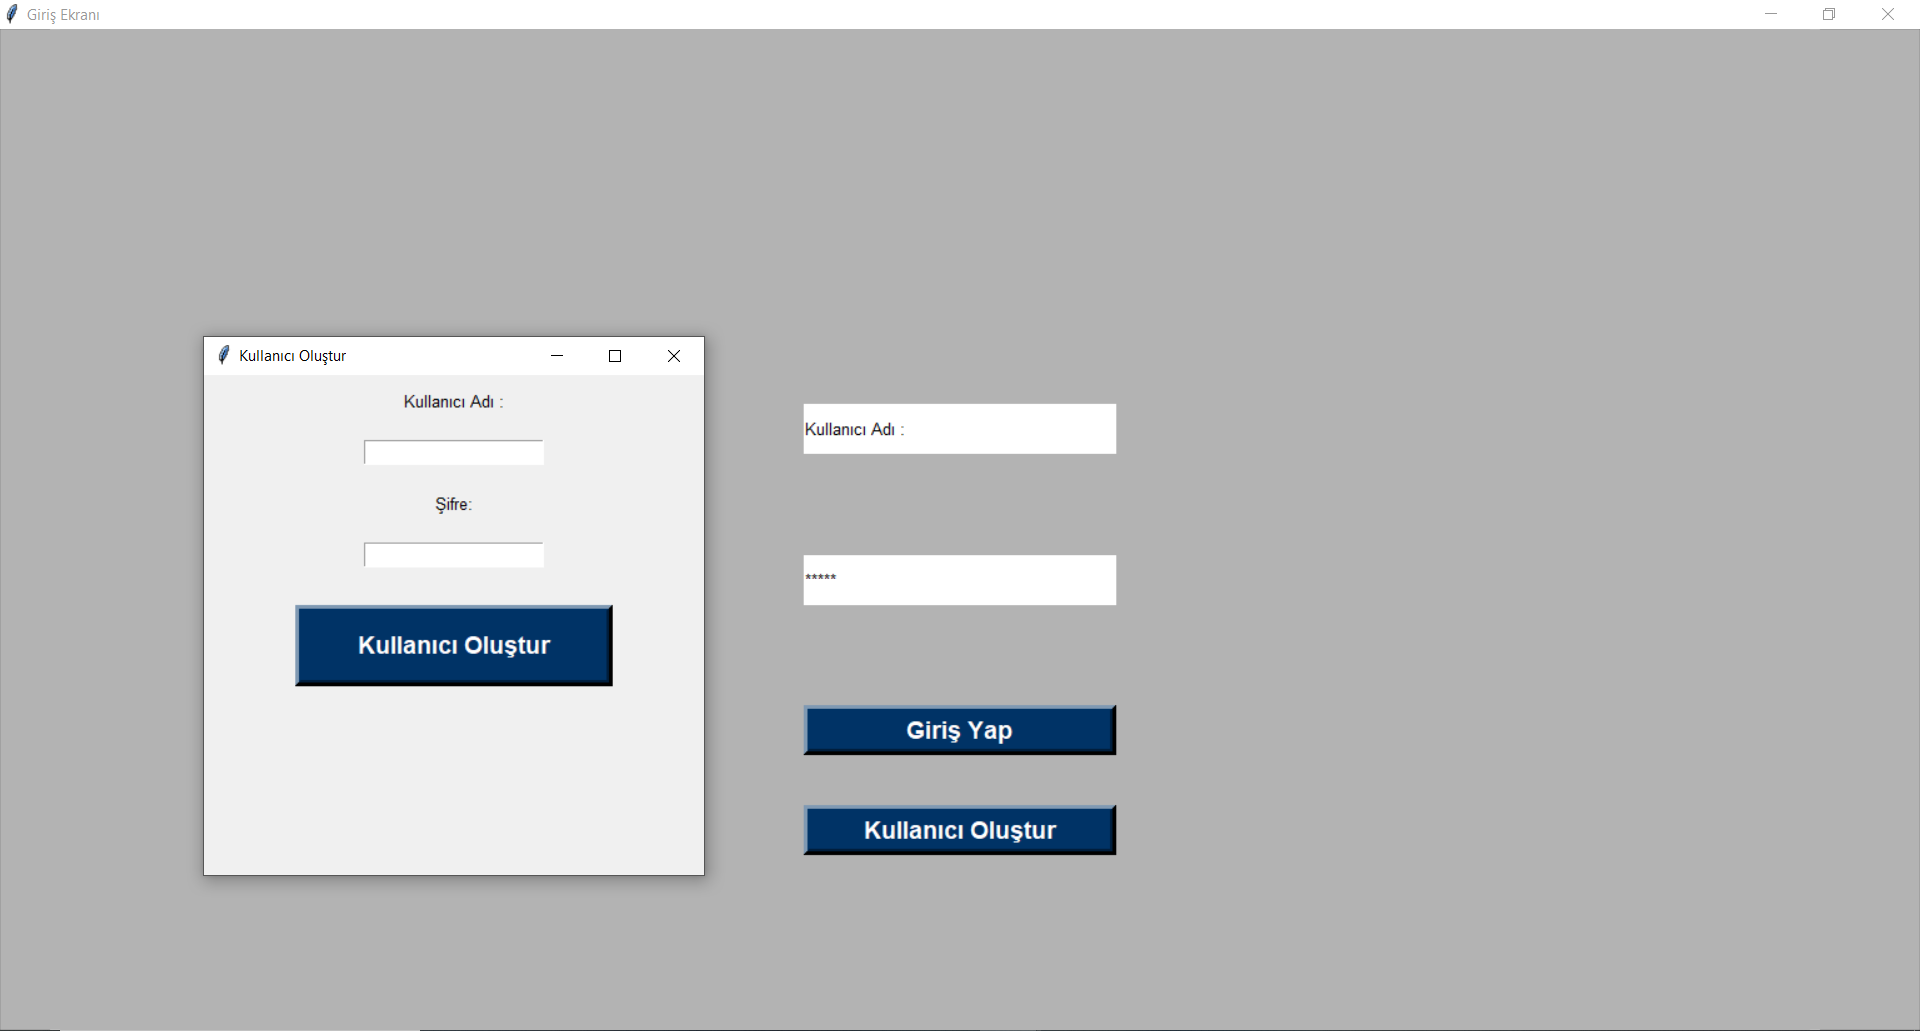 Giriş Ekranı
Kullanıcı Oluştur
Kullanıcı Adı :
Şifre:
Kullanıcı Oluştur
Kullanıcı Adı :
*****
Giriş Yap
Kullanıcı Oluştur